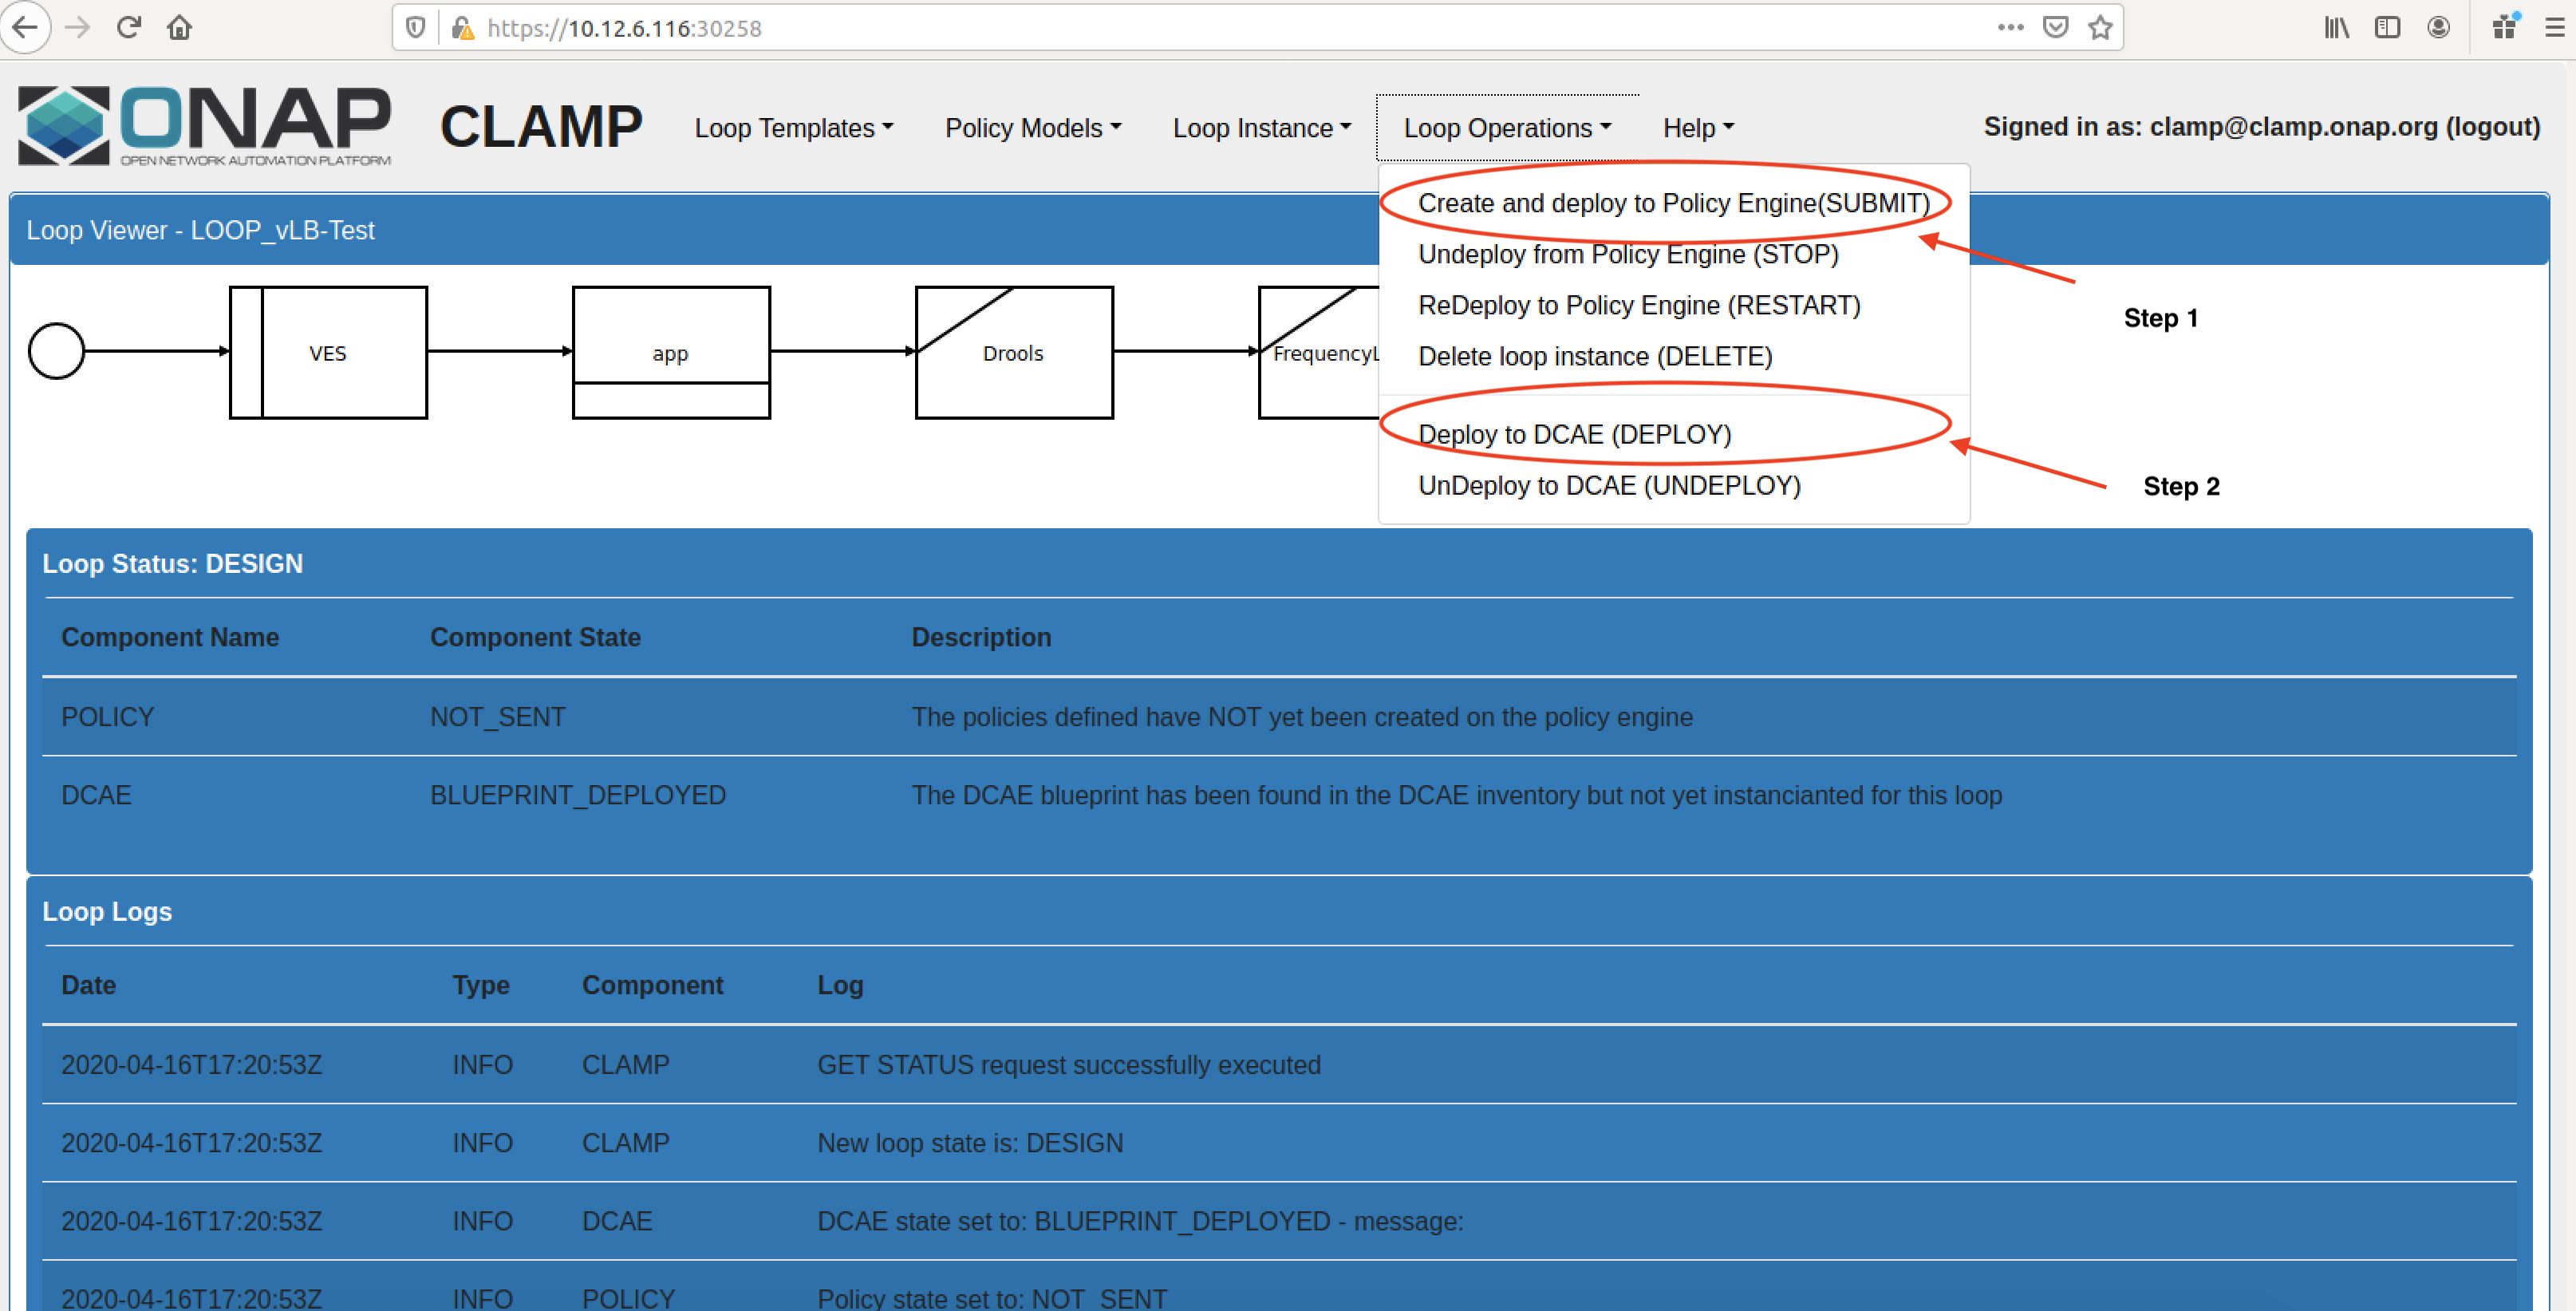 https://10.12.6.116:30258
ONAP
OPEN NETWORK AUTOMATION PLATFORM
CLAMP
Loop Templates
Policy Models
Loop Instance
Loop Operations
Help
Signed in as: clamp@clamp.onap.org (logout)
Create and deploy to Policy Engine(SUBMIT)
Undeploy from Policy Engine (STOP)
ReDeploy to Policy Engine (RESTART)
Delete loop instance (DELETE)
Deploy to DCAE (DEPLOY)
UnDeploy to DCAE (UNDEPLOY)
Step 1
Step 2
Loop Viewer - LOOP_vLB-Test
VES
app
Drools
FrequencyL
Loop Status: DESIGN
Component Name Component State Description
POLICY NOT_SENT The policies defined have NOT yet been created on the policy engine
DCAE BLUEPRINT_DEPLOYED The DCAE blueprint has been found in the DCAE inventory but not yet instancianted for this loop
Loop Logs
Date Type Component Log
2020-04-16T17:20:53Z INFO CLAMP GET STATUS request successfully executed
2020-04-16T17:20:53Z INFO CLAMP New loop state is: DESIGN
2020-04-16T17:20:53Z INFO DCAE DCAE state set to: BLUEPRINT_DEPLOYED - message:
2020-04-16T17:20:53Z INFO POLICY Policy state set to: NOT_SENT